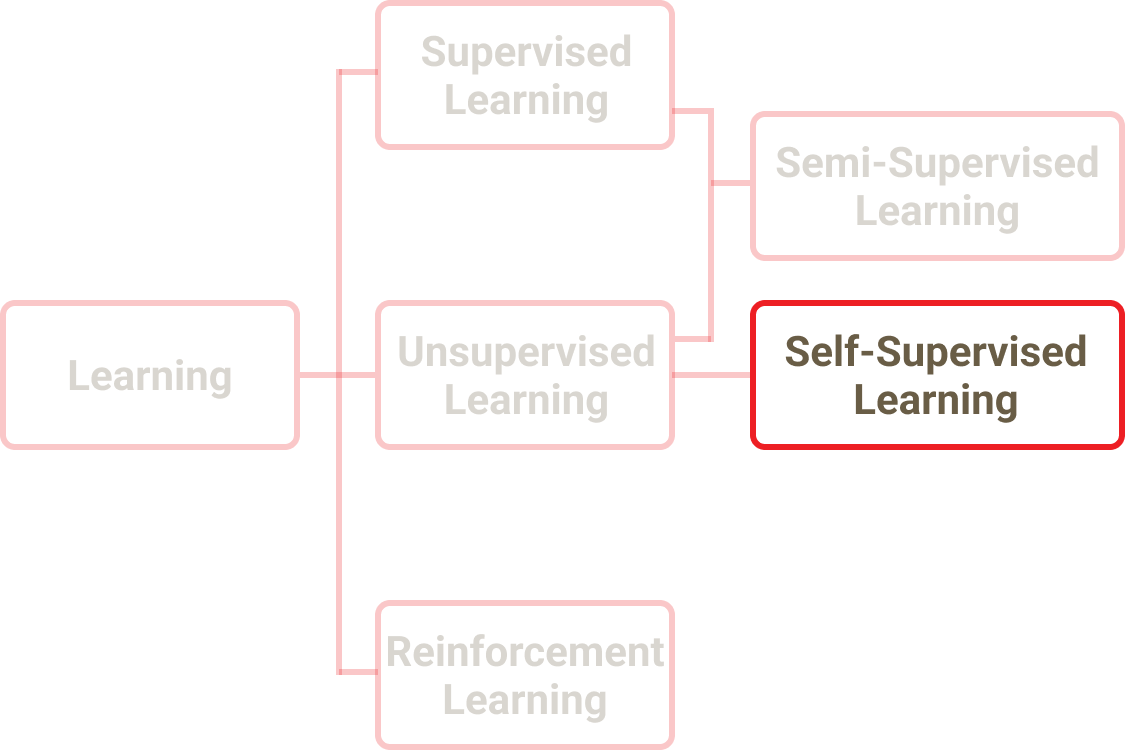 Supervised
Learning
Semi-Supervised
Learning
Learning
Unsupervised
Learning
Self-Supervised
Learning
Reinforcement
Learning